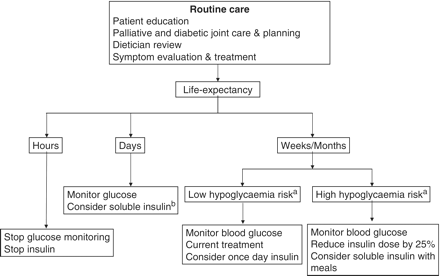 Routine care
Patient education
Palliative and diabetic joint care & planning
Dietician review
Symptom evaluation & treatment
Life-expectancy
Hours
Days
Weeks/Months
Monitor glucose
Consider soluble insulinb
Low hypoglycaemia riska
High hypoglycaemia riska
Stop glucose monitoring
Stop insulin
Monitor blood glucose
Current treatment
Consider once day insulin
Monitor blood glucose
Reduce insulin dose by 25%
Consider soluble insulin with
meals